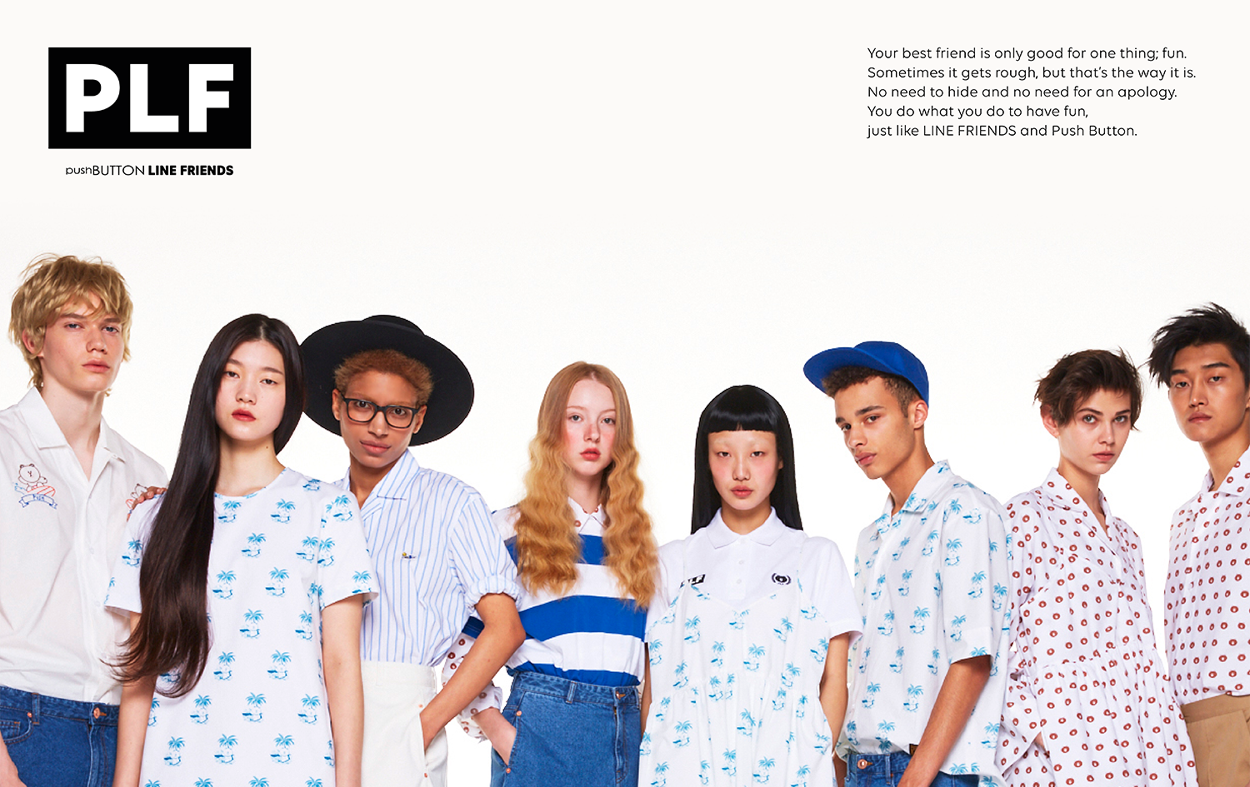 PLF
pushBUTTON LINE FRIENDS
Your best friend is only good for one thing; fun.
Sometimes it gets rough, but that's the way it is.
No need to hide and no need for an apology.
You do what you do to have fun,
just like LINE FRIENDS and Push Button.
PLF